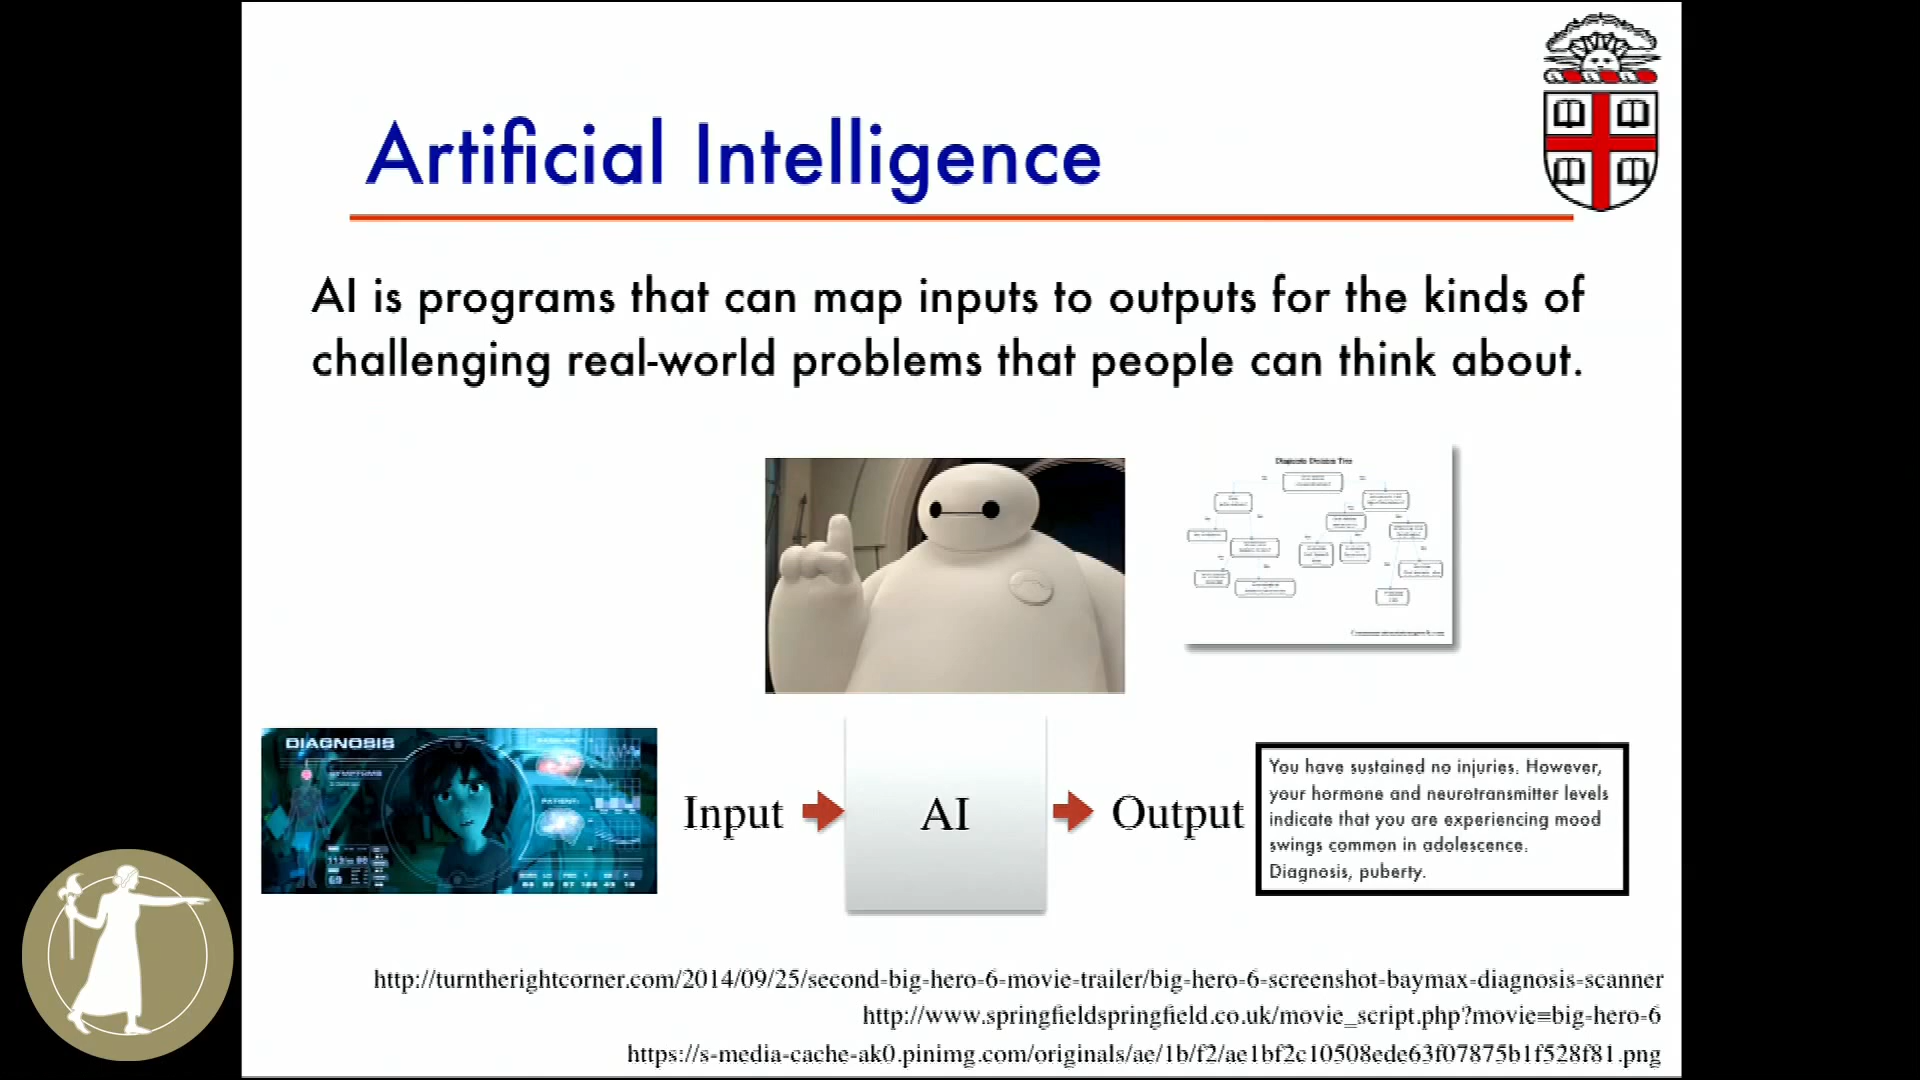 Artificial Intelligence
AI is programs that can map inputs to outputs for the kinds of
challenging real-world problems that people can think about.
Diagnostic Decision Tree
DIAGNOSIS
SYMPTOMS
Input
AI
Output
You have sustained no injuries. However,
your hormone and neurotransmitter levels
indicate that you are experiencing mood
swings common in adolescence.
Diagnosis, puberty.
http://turntherightcorner.com/2014/09/25/second-big-hero-6-movie-trailer/big-hero-6-screenshot-baymax-diagnosis-scanner
http://www.springfieldspringfield.co.uk/movie_script.php?movie=big-hero-6
https://s-media-cache-ak0.pinimg.com/originals/ae/1b/f2/ae1bf2c10508ede63f07875b1f528f81.png